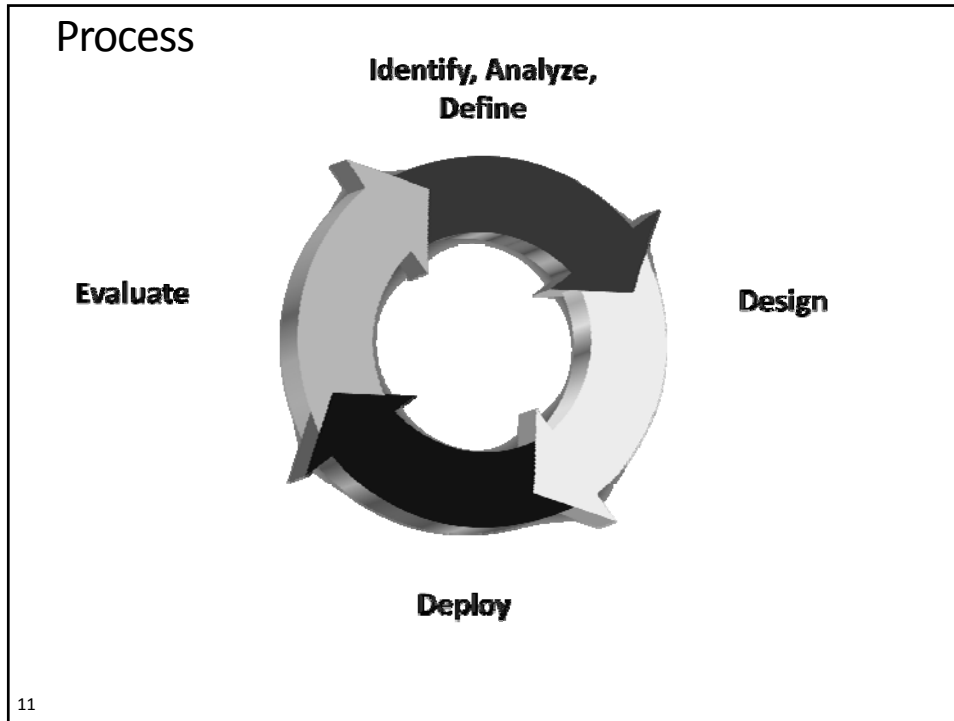 Process
Identify, Analyze,
Define
Evaluate
Design
Deploy
11